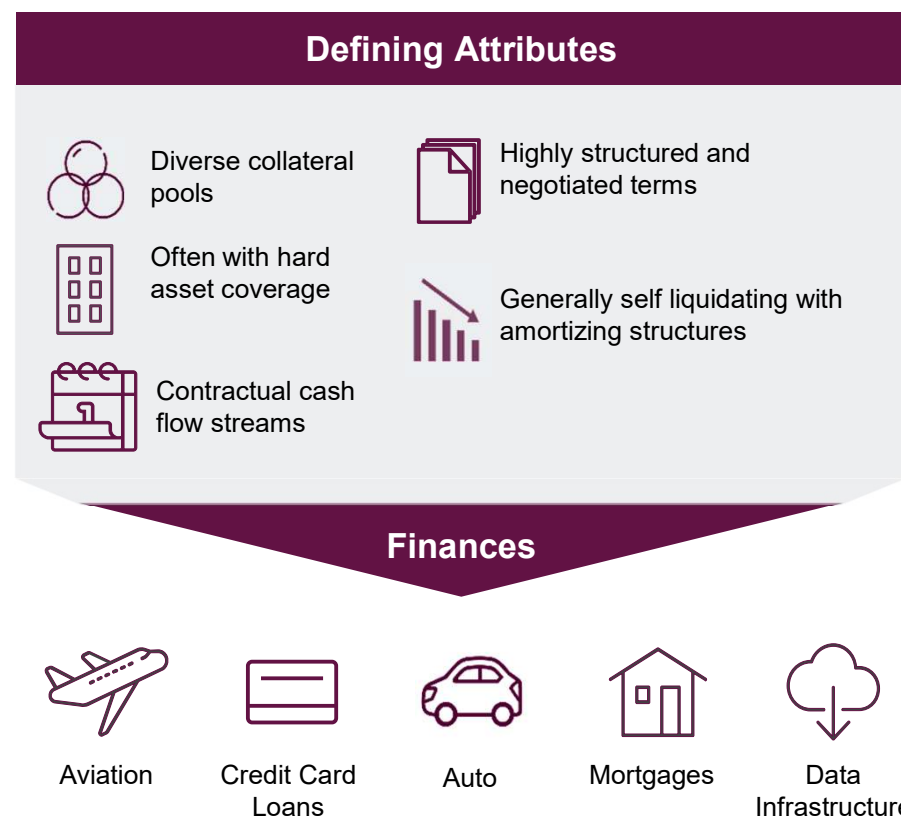 Defining Attributes
Diverse collateral
pools
Often with hard
asset coverage
Contractual cash
flow streams
Highly structured and
negotiated terms
Generally self liquidating with
amortizing structures
Finances
Aviation
Credit Card
Loans
Auto
Mortgages
Data
Infrastructure